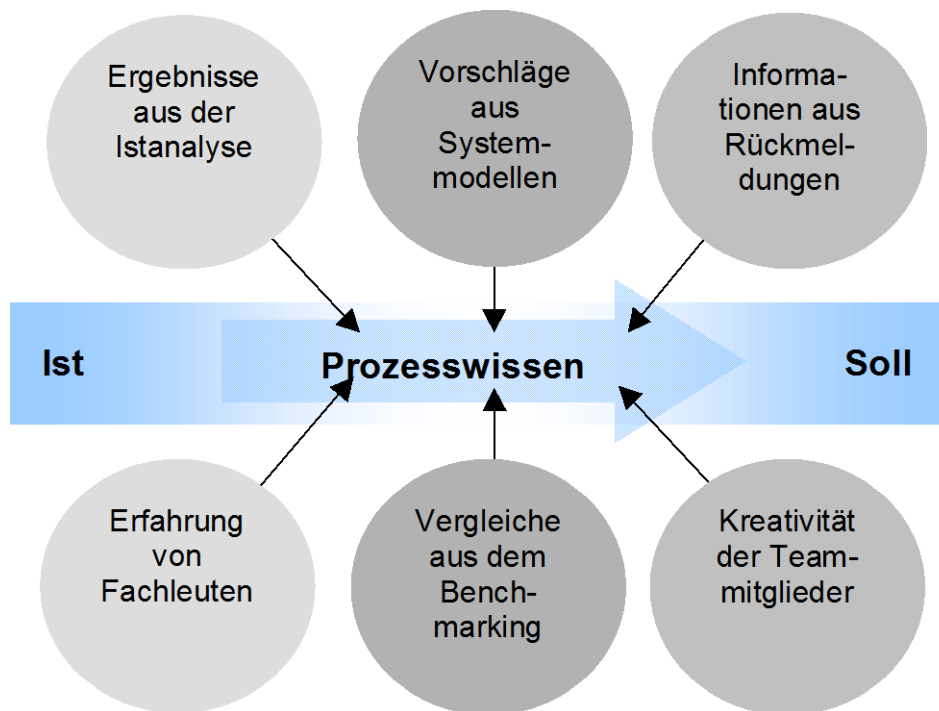 Ergebnisse
aus der
Istanalyse
Vorschläge
aus
System-
modellen
Informa-
tionen aus
Rückmel-
dungen
Ist
Prozesswissen
Soll
Erfahrung
von
Fachleuten
Vergleiche
aus dem
Bench-
marking
Kreativität
der Team-
mitglieder